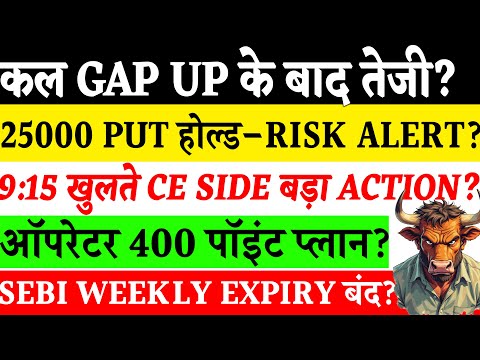 कल GAP UP के बाद तेजी?
25000 PUT होल्ड–RISK ALERT?
9:15 खुलते CE SIDE बड़ा ACTION?
ऑपरेटर 400 पॉइंट प्लान?
SEBI WEEKLY EXPIRY बंद?